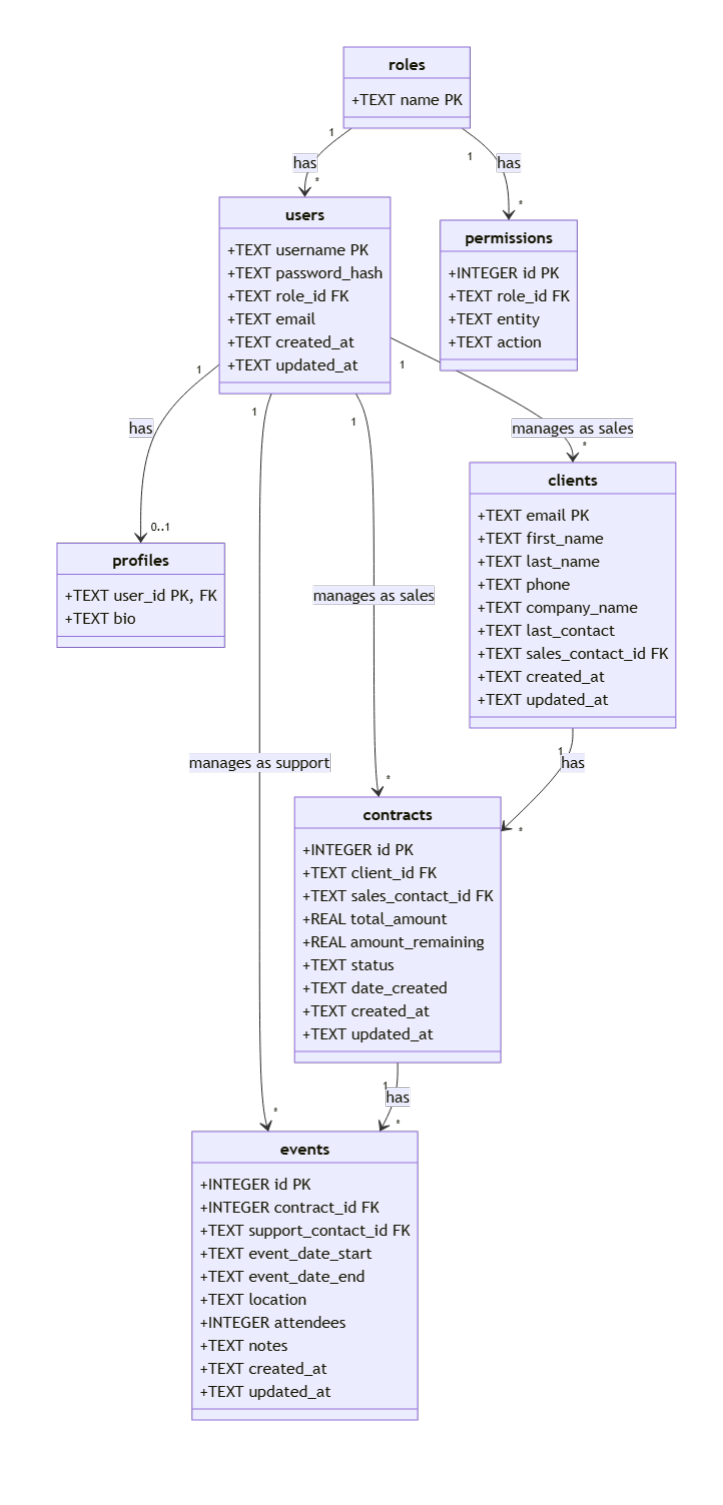 roles
+TEXT name PK
1
1
has
has
*
*
users
+TEXT username PK
+TEXT password_hash
+TEXT role_id FK
+TEXT email
+TEXT created_at
+TEXT updated_at
permissions
+INTEGER id PK
+TEXT role_id FK
+TEXT entity
+TEXT action
1
1
1
1
has
manages as sales
*
0..1
profiles
+TEXT user_id PK, FK
+TEXT bio
clients
+TEXT email PK
+TEXT first_name
+TEXT last_name
+TEXT phone
+TEXT company_name
+TEXT last_contact
+TEXT sales_contact_id FK
+TEXT created_at
+TEXT updated_at
manages as sales
manages as support
1
has
*
*
contracts
+INTEGER id PK
+TEXT client_id FK
+TEXT sales_contact_id FK
+REAL total_amount
+REAL amount_remaining
+TEXT status
+TEXT date_created
+TEXT created_at
+TEXT updated_at
1
has
*
*
events
+INTEGER id PK
+INTEGER contract_id FK
+TEXT support_contact_id FK
+TEXT event_date_start
+TEXT event_date_end
+TEXT location
+INTEGER attendees
+TEXT notes
+TEXT created_at
+TEXT updated_at